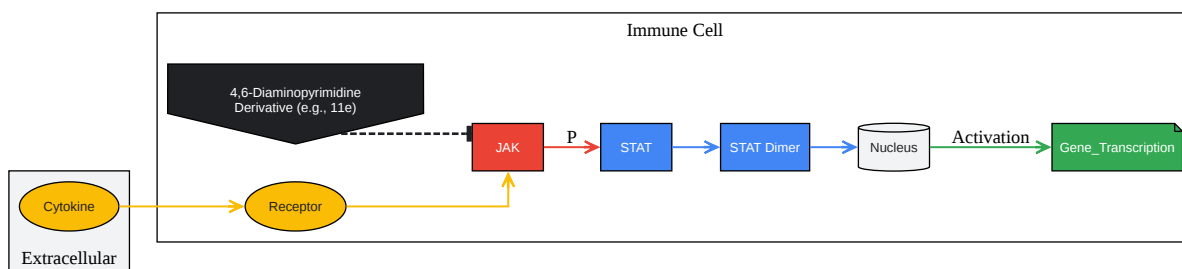 Immune Cell
4,6-Diaminopyrimidine
Derivative (e.g., 11e)
JAK
P
STAT
STAT Dimer
Nucleus
Activation
Gene_Transcription
Cytokine
Receptor
Extracellular